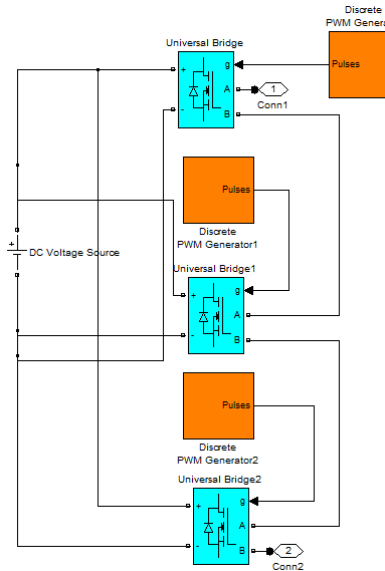 Discrete
PWM Genera
Pulses
Universal Bridge
+
-
g
A
B
1
Conn1
Pulses
Discrete
PWM Generator1
+
DC Voltage Source
Universal Bridge1
+
-
g
A
B
Pulses
Discrete
PWM Generator2
Universal Bridge2
+
-
g
A
B
2
Conn2